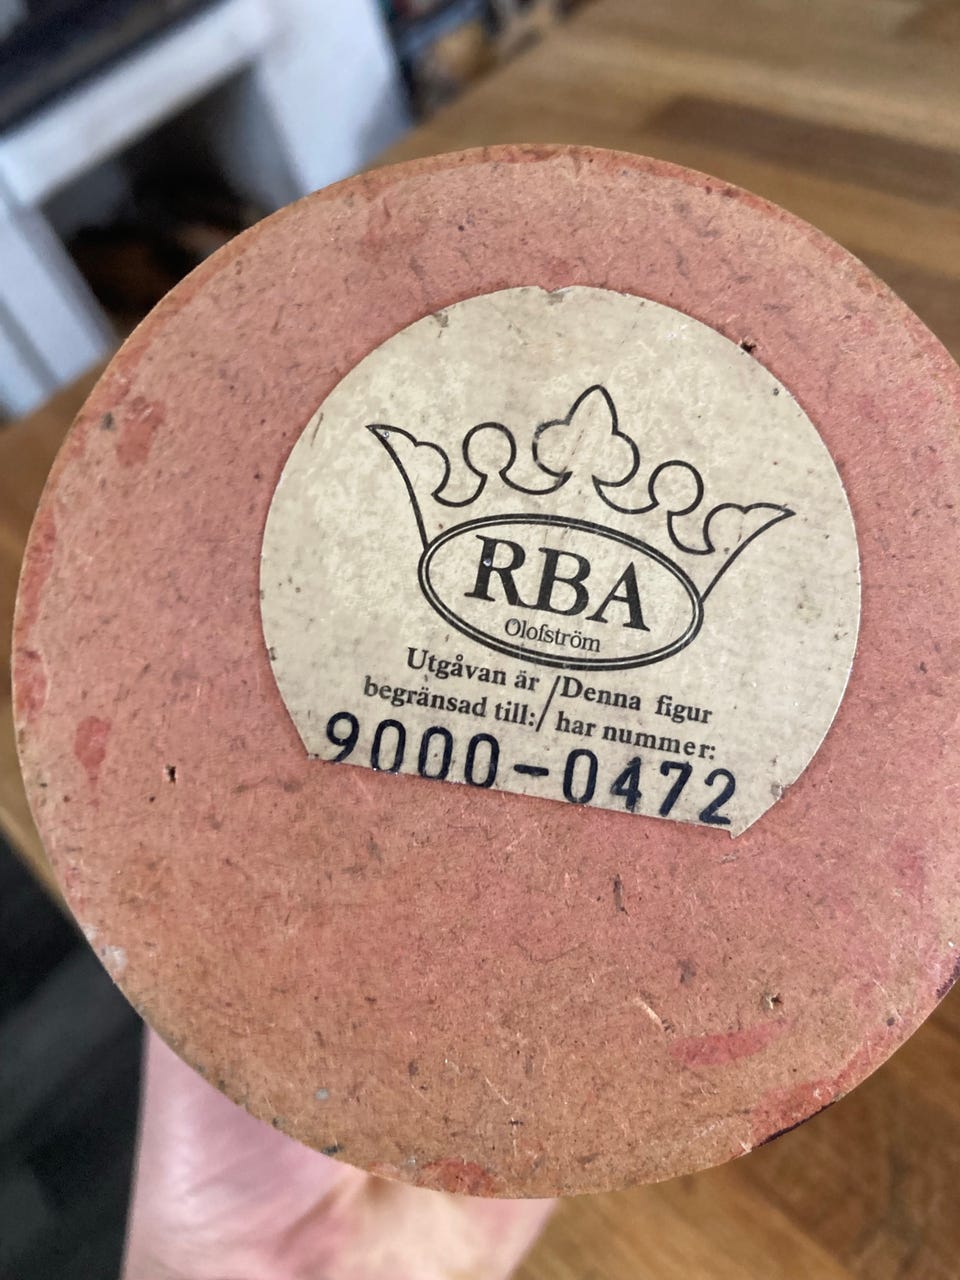 RBA
Olofström
Utgåvan är / Denna figur
begränsad till: / har nummer:
9000-0472